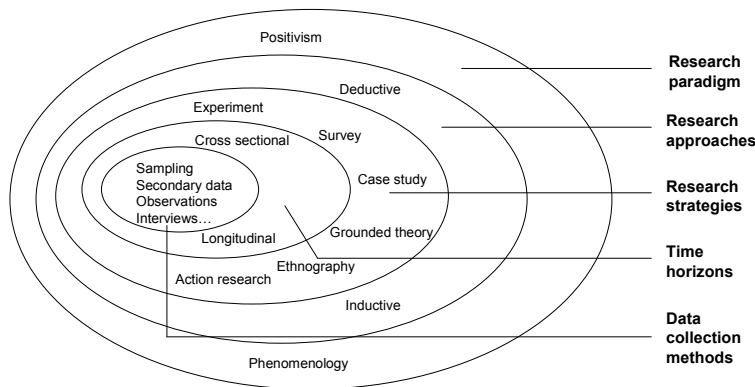 Positivism
Research
paradigm
Deductive
Experiment
Research
approaches
Cross sectional
Survey
Sampling
Secondary data
Observations
Interviews…
Case study
Research
strategies
Longitudinal
Grounded theory
Ethnography
Time
horizons
Action research
Inductive
Data
collection
methods
Phenomenology